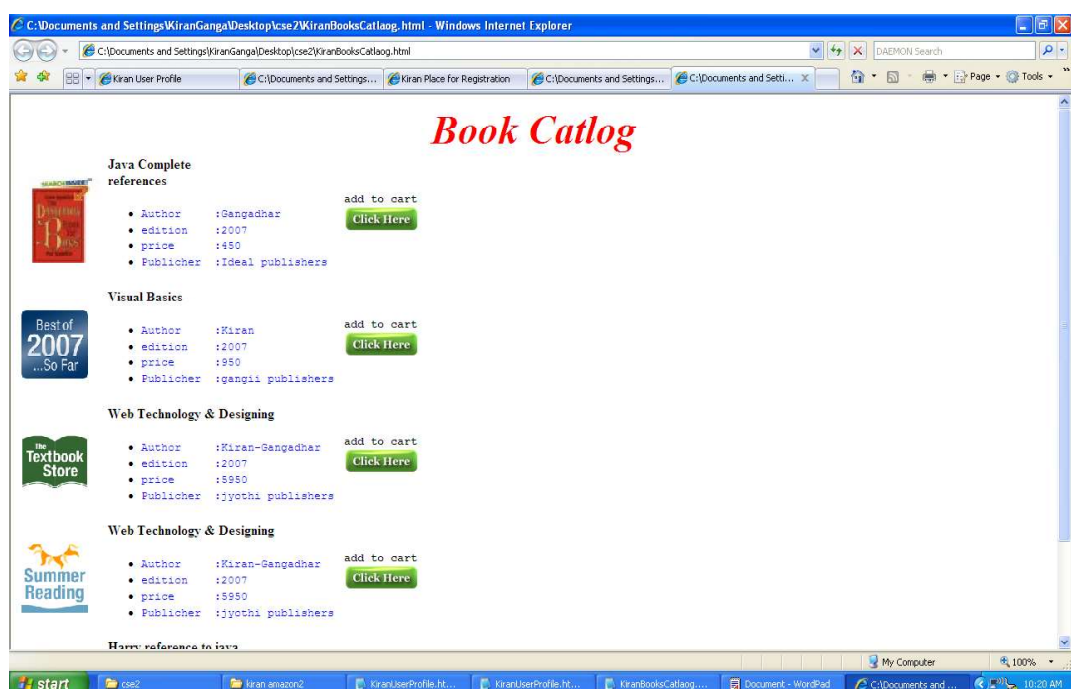 C:\Documents and Settings\KiranGanga\Desktop\cse2\KiranBooksCatlaog.html - Windows Internet Explorer
C:\Documents and Settings\KiranGanga\Desktop\cse2\KiranBooksCatlaog.html
DAEMON Search
Kiran User Profile
C:\Documents and Settings...
Kiran Place for Registration
C:\Documents and Settings...
C:\Documents and Setti...
Page
Tools
Book Catlog
Java Complete
references
• Author :Gangadhar
• edition :2007
• price :450
• Publicher :Ideal publishers
add to cart
Click Here
Visual Basics
Best of
2007
...So Far
• Author :Kiran
• edition :2007
• price :950
• Publicher :gangii publishers
add to cart
Click Here
Web Technology & Designing
The
Textbook
Store
• Author :Kiran-Gangadhar
• edition :2007
• price :5950
• Publicher :jyothi publishers
add to cart
Click Here
Web Technology & Designing
Summer
Reading
• Author :Kiran-Gangadhar
• edition :2007
• price :5950
• Publicher :jyothi publishers
add to cart
Click Here
Harry reference to java
My Computer
100%
start
cse2
kiran amazon2
KiranUserProfile.ht...
KiranUserProfile.ht...
KiranBooksCatlaog....
Document - WordPad
C:\Documents and ...
10:20 AM